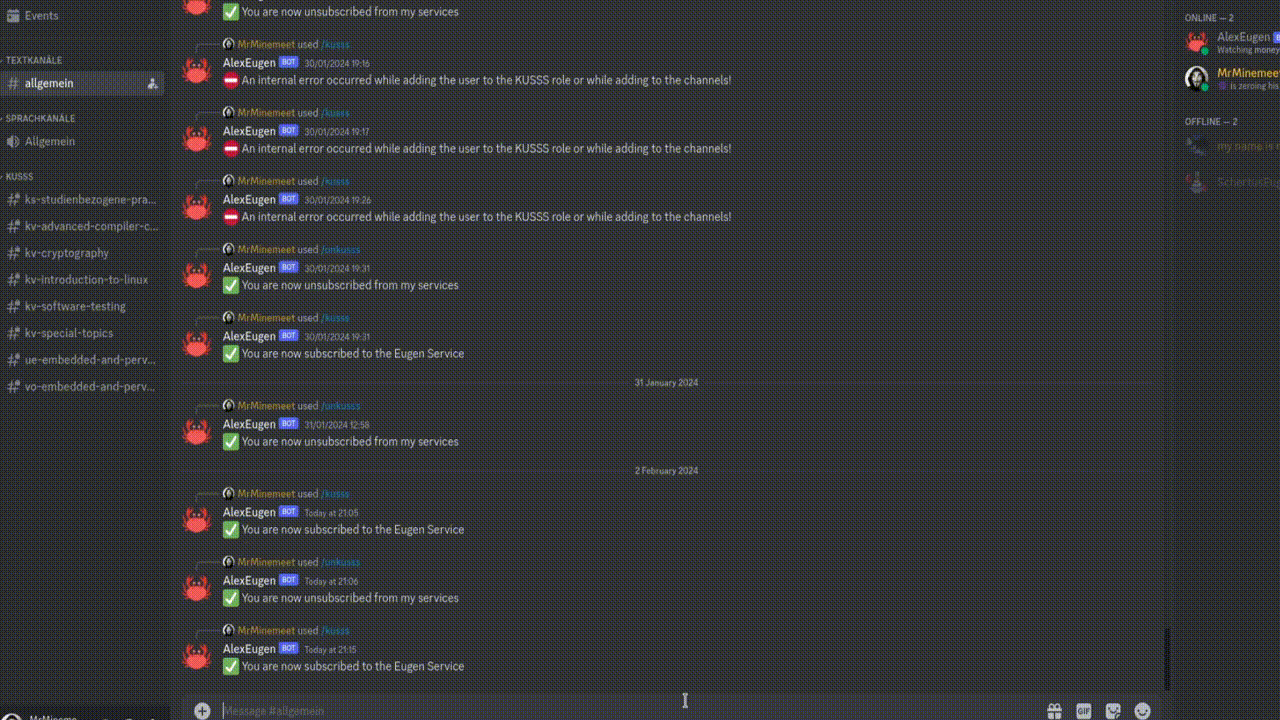 Events
TEXTKANÄLE
allgemein
SPRACHKANÄLE
Allgemein
KUSSS
ks-studienbezogene-pra...
kv-advanced-compiler-c...
kv-cryptography
kv-introduction-to-linux
kv-software-testing
kv-special-topics
ue-embedded-and-perv...
vo-embedded-and-perv...
You are now unsubscribed from my services
MrMinemeet used /kusss
AlexEugen BOT 30/01/2024 19:16
An internal error occurred while adding the user to the KUSSS role or while adding to the channels!
MrMinemeet used /kusss
AlexEugen BOT 30/01/2024 19:17
An internal error occurred while adding the user to the KUSSS role or while adding to the channels!
MrMinemeet used /kusss
AlexEugen BOT 30/01/2024 19:26
An internal error occurred while adding the user to the KUSSS role or while adding to the channels!
MrMinemeet used /unkusss
AlexEugen BOT 30/01/2024 19:31
You are now unsubscribed from my services
MrMinemeet used /kusss
AlexEugen BOT 30/01/2024 19:31
You are now subscribed to the Eugen Service
31 January 2024
MrMinemeet used /unkusss
AlexEugen BOT 31/01/2024 12:58
You are now unsubscribed from my services
2 February 2024
MrMinemeet used /kusss
AlexEugen BOT Today at 21:05
You are now subscribed to the Eugen Service
MrMinemeet used /unkusss
AlexEugen BOT Today at 21:06
You are now unsubscribed from my services
MrMinemeet used /kusss
AlexEugen BOT Today at 21:15
You are now subscribed to the Eugen Service
Message #allgemein
GIF
ONLINE — 2
AlexEugen
Watching money
MrMinemee
is zeroing his
OFFLINE — 2
my name is